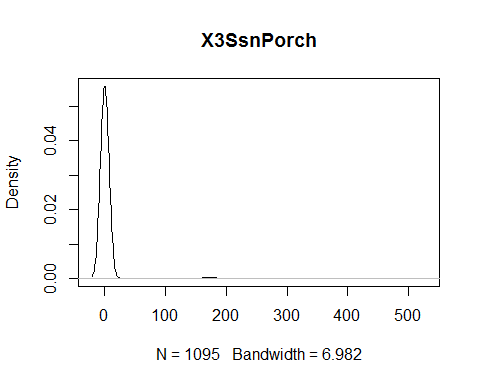 X3SsnPorch
Density
0.04
0.02
0.00
0 100 200 300 400 500
N = 1095 Bandwidth = 6.982